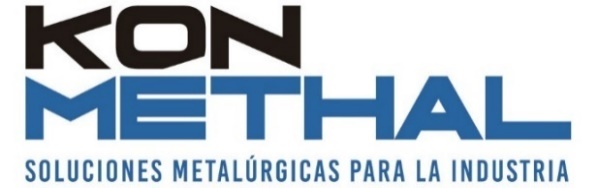 KON
METHAL
SOLUCIONES METALÚRGICAS PARA LA INDUSTRIA